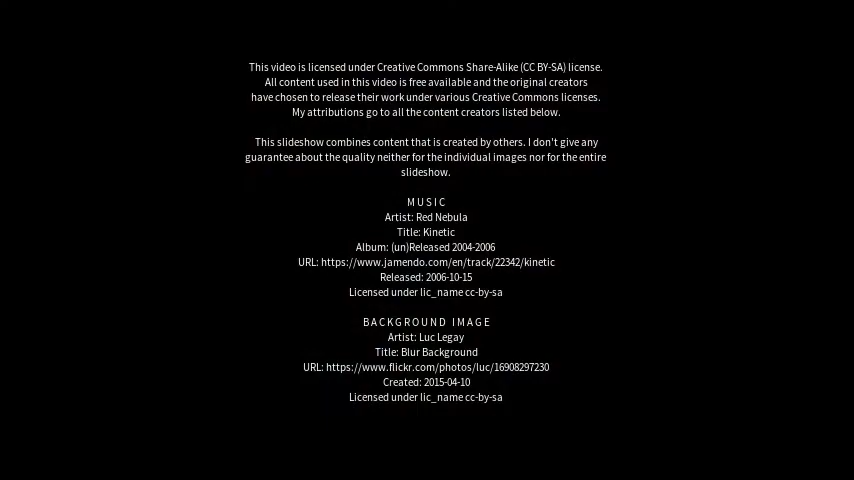 This video is licensed under Creative Commons Share-Alike (CC BY-SA) license.
All content used in this video is free available and the original creators
have chosen to release their work under various Creative Commons licenses.
My attributions go to all the content creators listed below.
This slideshow combines content that is created by others. I don't give any
guarantee about the quality neither for the individual images nor for the entire
slideshow.
MUSIC
Artist: Red Nebula
Title: Kinetic
Album: (un)Released 2004-2006
URL: https://www.jamendo.com/en/track/22342/kinetic
Released: 2006-10-15
Licensed under lic_name cc-by-sa
BACKGROUND IMAGE
Artist: Luc Legay
Title: Blur Background
URL: https://www.flickr.com/photos/luc/16908297230
Created: 2015-04-10
Licensed under lic_name cc-by-sa